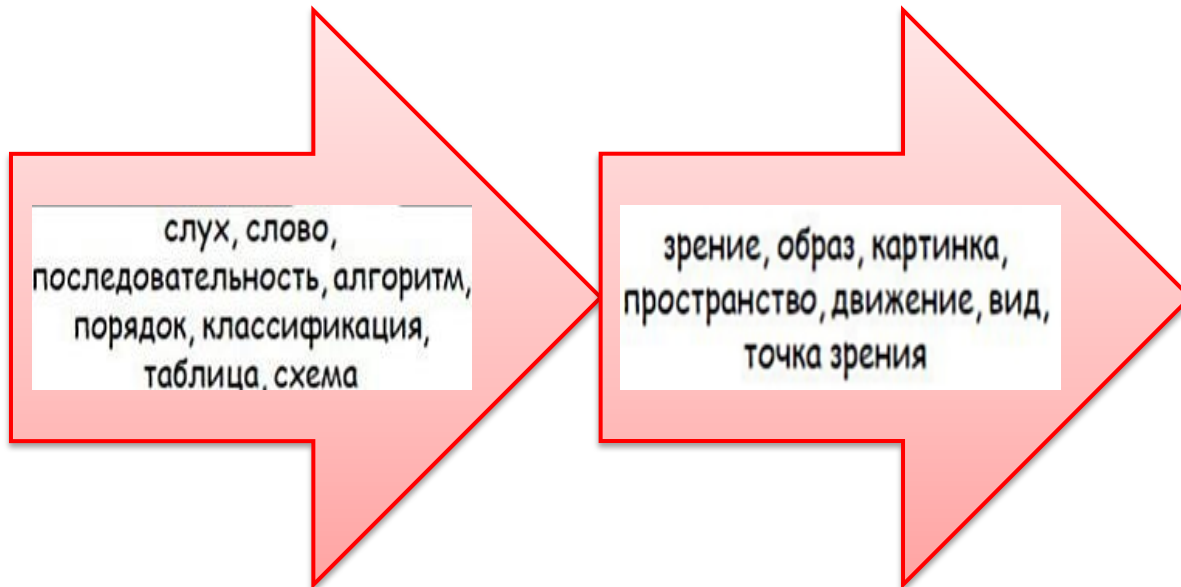 слух, слово,
последовательность, алгоритм,
порядок, классификация,
таблица, схема
зрение, образ, картинка,
пространство, движение, вид,
точка зрения